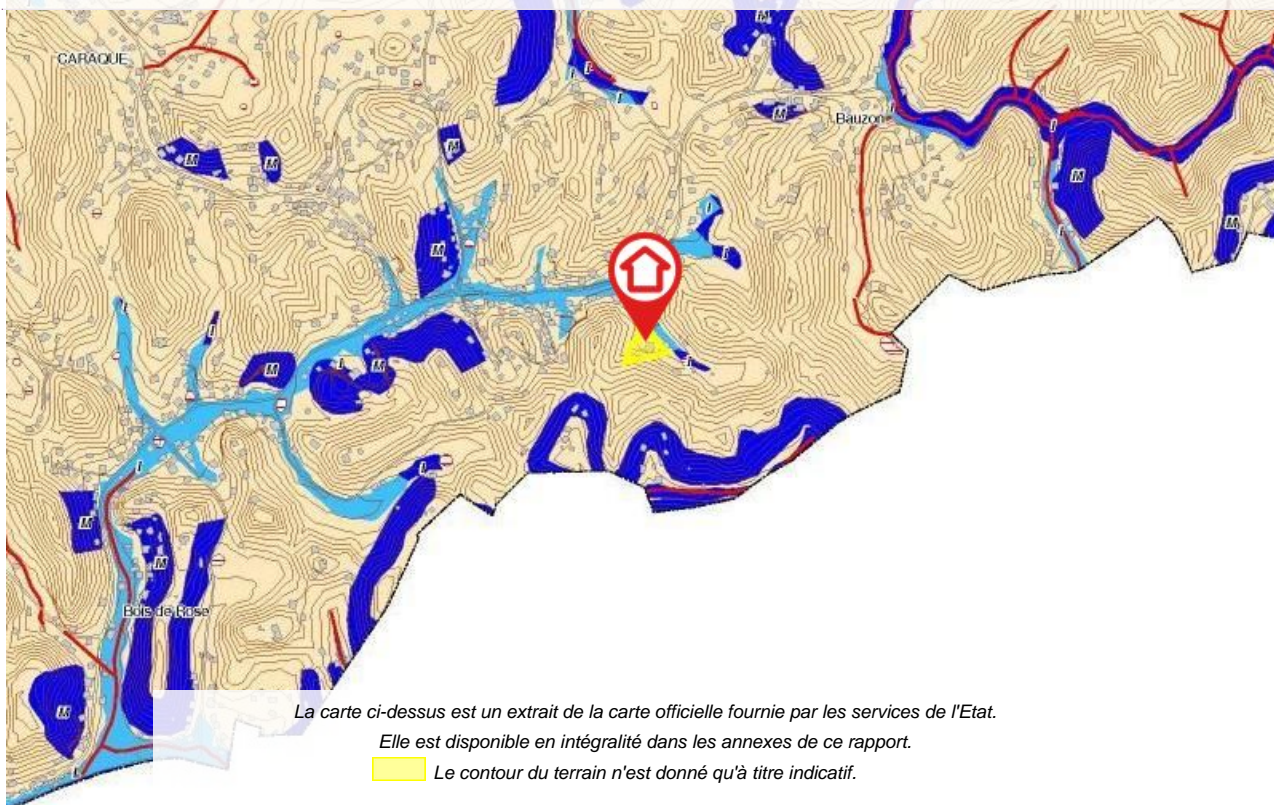 CARAQUE
M
I
I
I
M
M
Bauzon
I
M
M
M
I
M
I
M
I
I
I
M
I
M
I
I
I
M
M
Bois de Rose
M
I
La carte ci-dessus est un extrait de la carte officielle fournie par les services de l'Etat.
Elle est disponible en intégralité dans les annexes de ce rapport.
Le contour du terrain n'est donné qu'à titre indicatif.